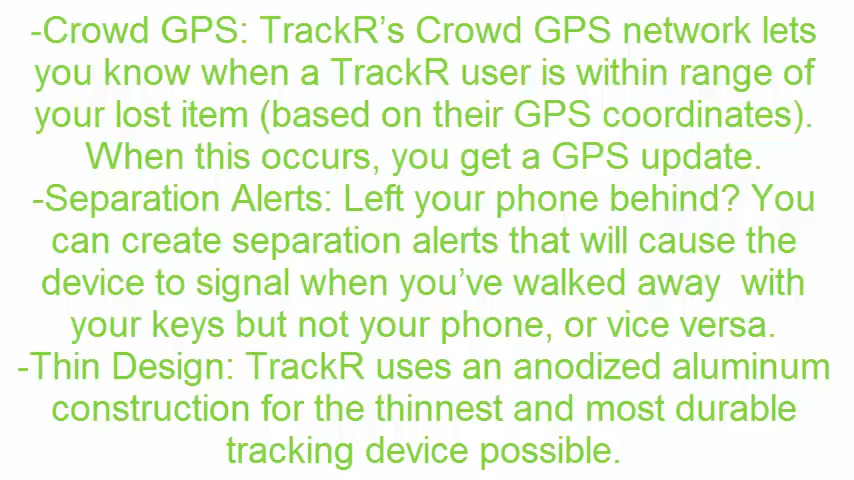 -Crowd GPS: TrackR’s Crowd GPS network lets
you know when a TrackR user is within range of
your lost item (based on their GPS coordinates).
When this occurs, you get a GPS update.
-Separation Alerts: Left your phone behind? You
can create separation alerts that will cause the
device to signal when you’ve walked away  with
your keys but not your phone, or vice versa.
-Thin Design: TrackR uses an anodized aluminum
construction for the thinnest and most durable
tracking device possible.